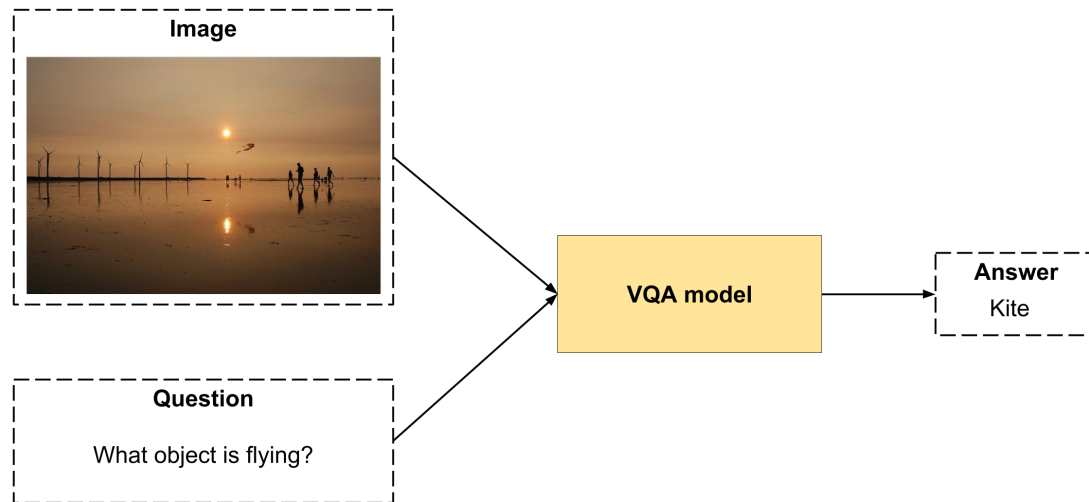 Image
Question
What object is flying?
VQA model
Answer
Kite